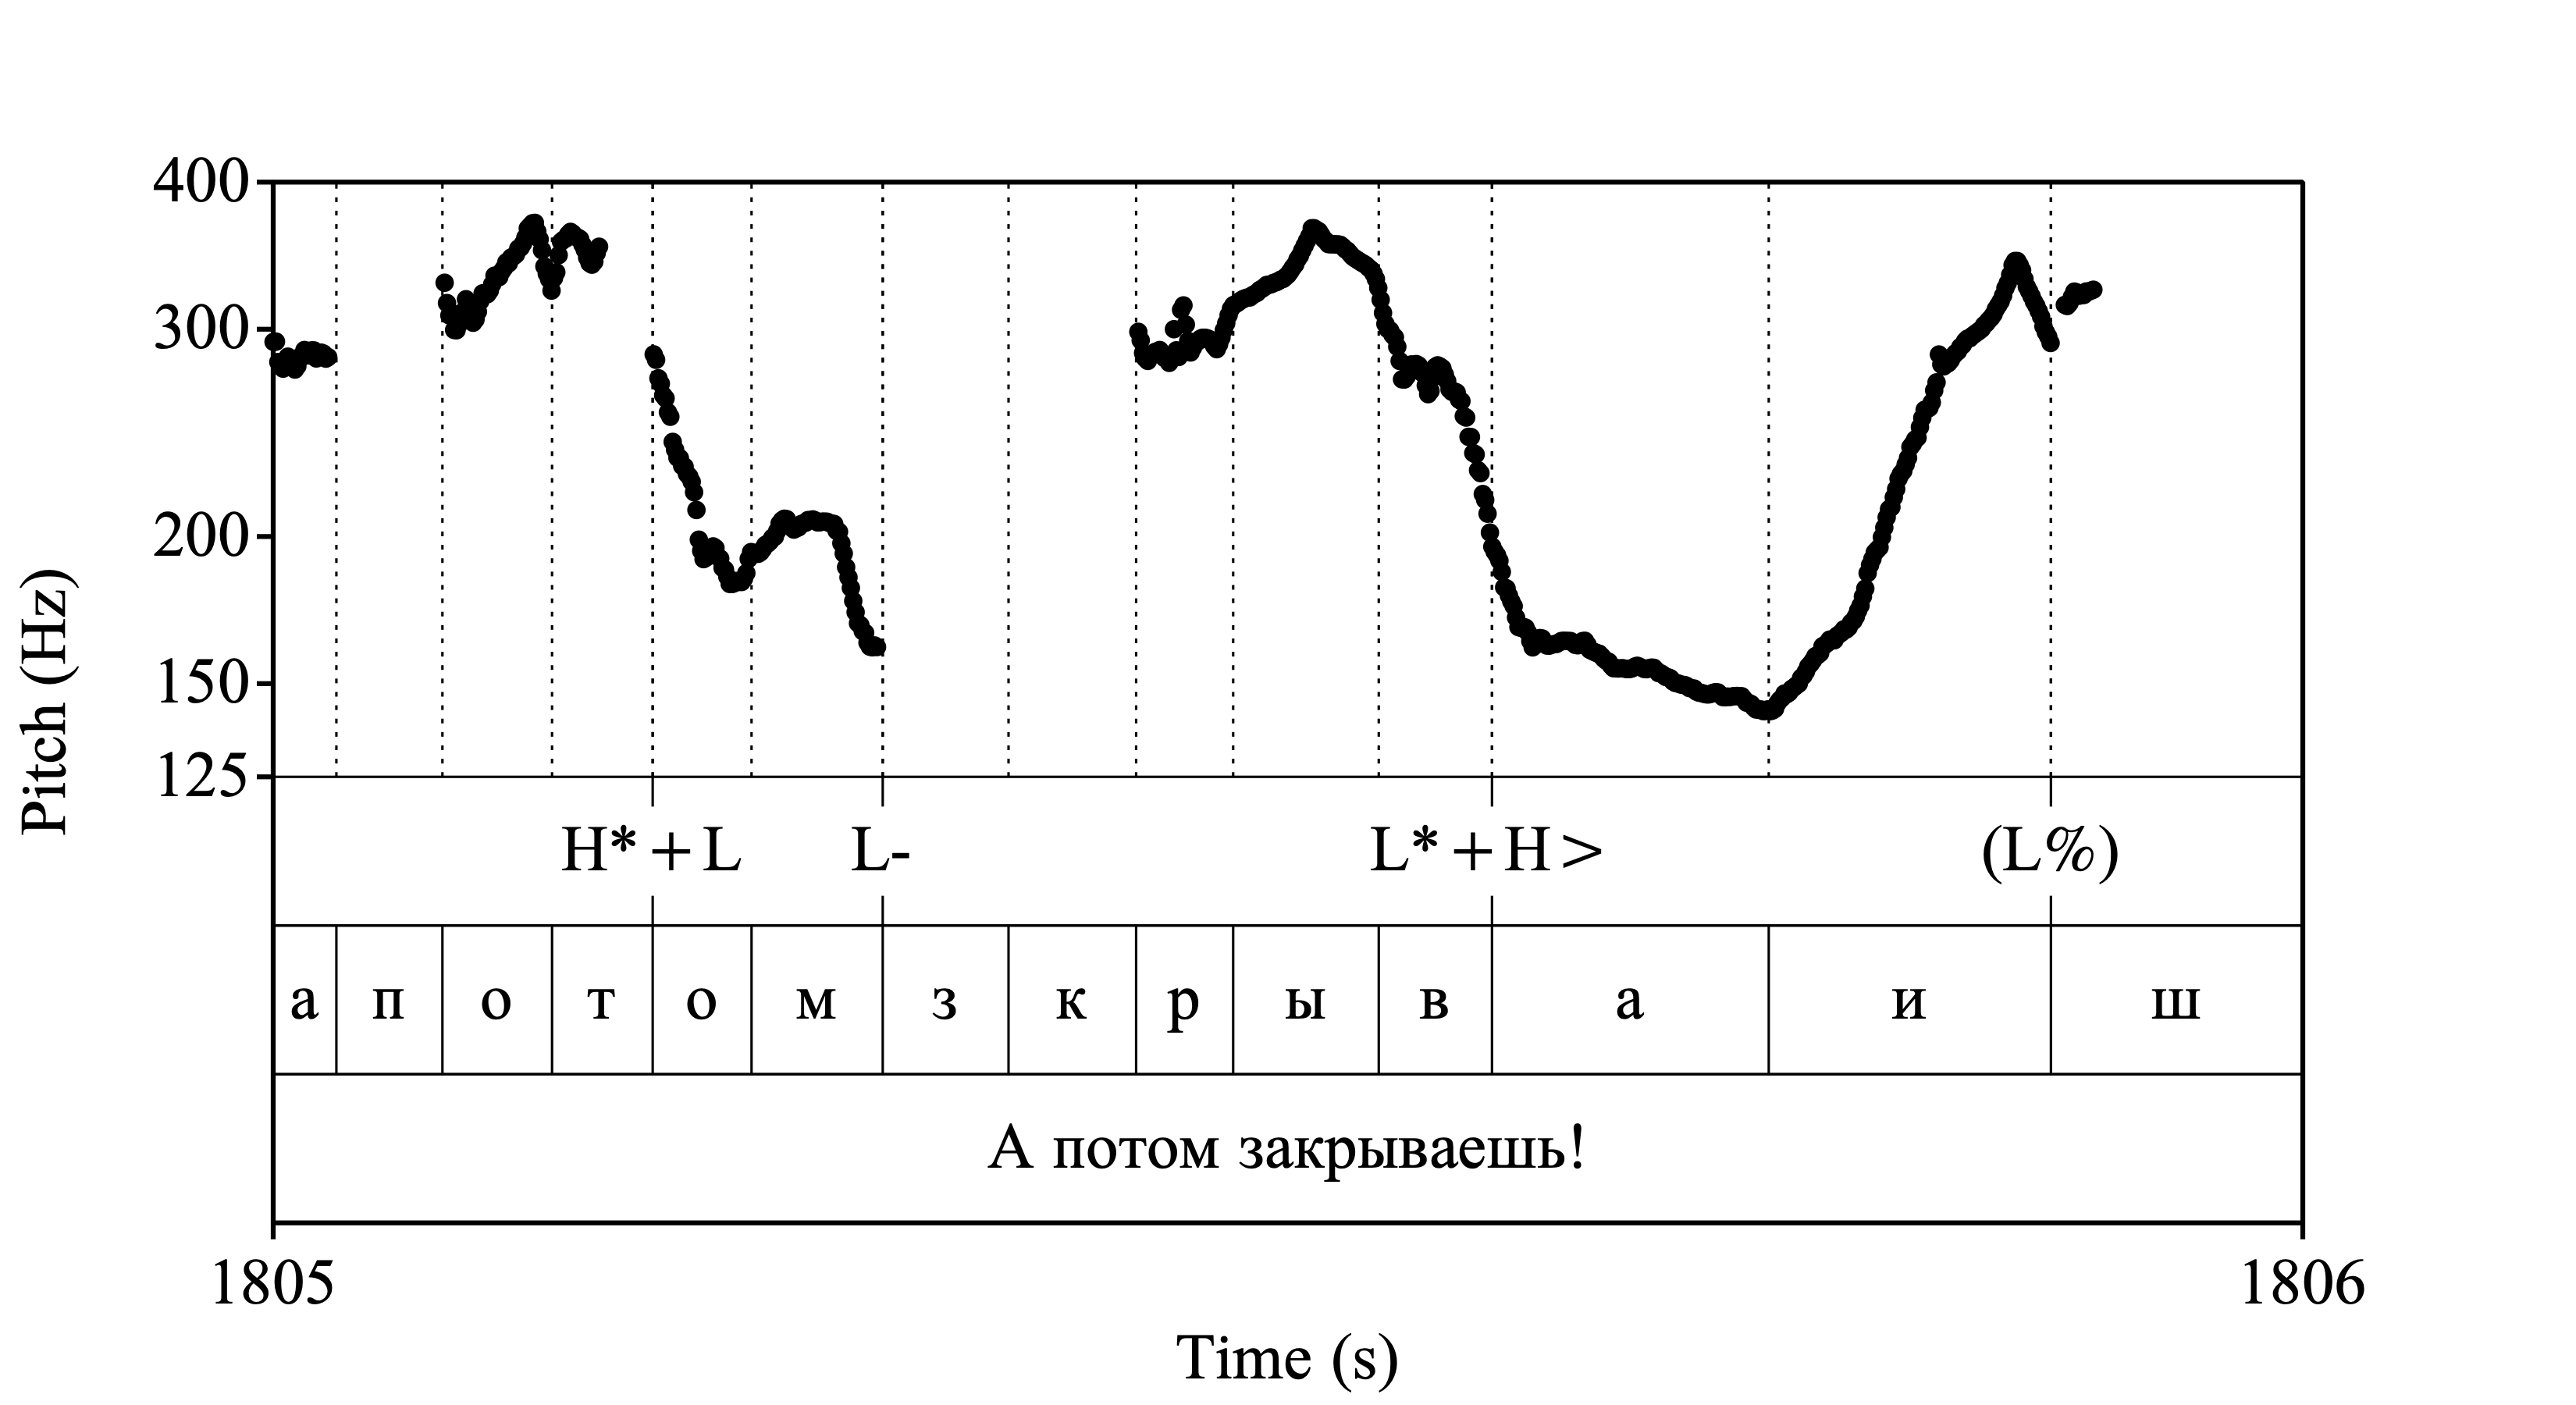 400
300
200
150
125
Pitch (Hz)
H*+L L- L*+H> (L%)
а п о т о м з к р ы в а и ш
А потом закрываешь!
1805 1806
Time (s)